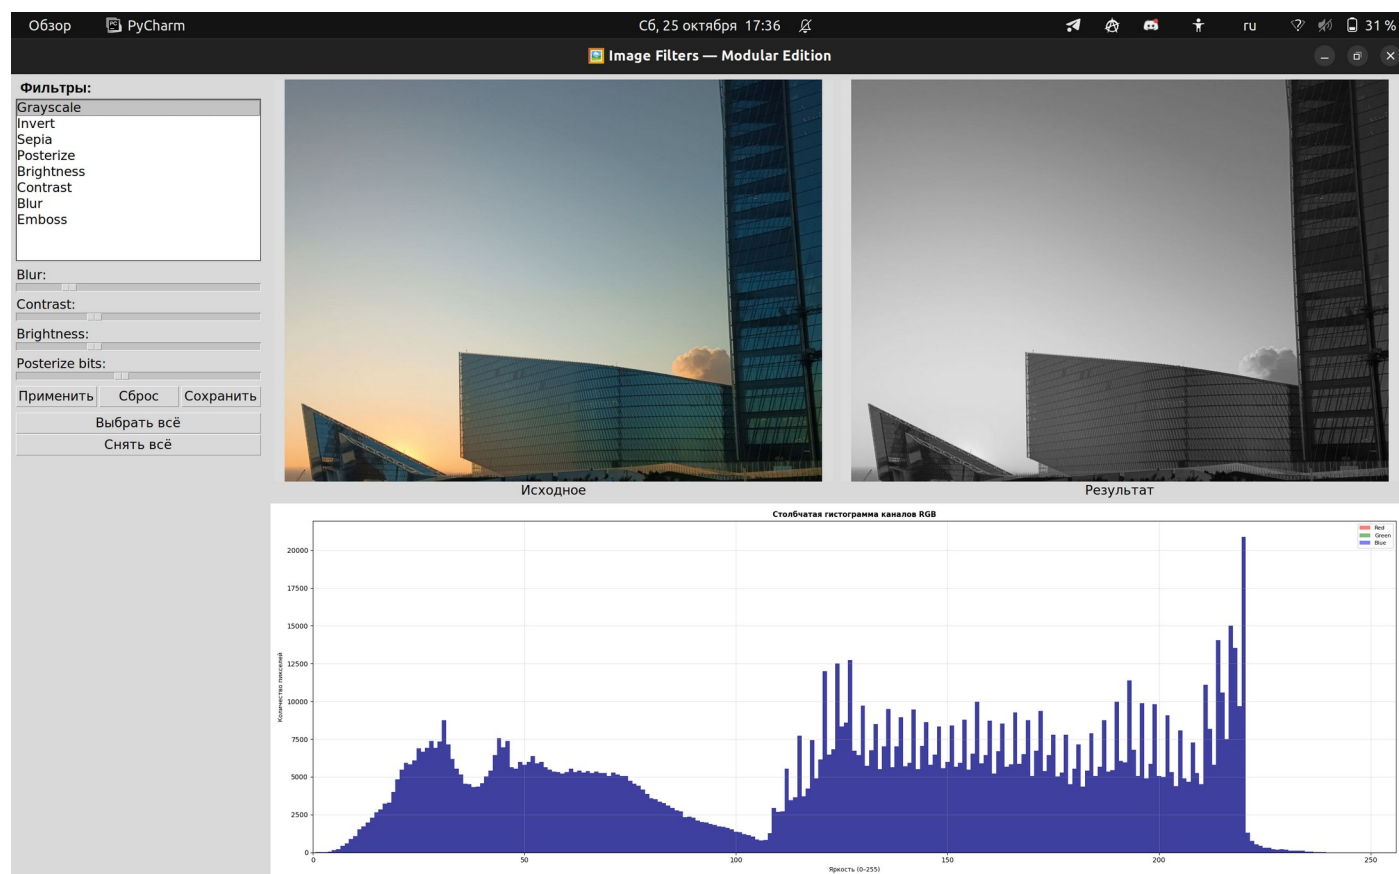 Обзор
PyCharm
Сб, 25 октября 17:36
ru
31 %
Image Filters — Modular Edition
Фильтры:
Grayscale
Invert
Sepia
Posterize
Brightness
Contrast
Blur
Emboss
Blur:
Contrast:
Brightness:
Posterize bits:
Применить
Сброс
Сохранить
Выбрать всё
Снять всё
Исходное
Результат
Столбчатая гистограмма каналов RGB
Red
Green
Blue
Количество пикселей
20000
17500
15000
12500
10000
7500
5000
2500
0
0
50
100
150
200
250
Яркость (0-255)